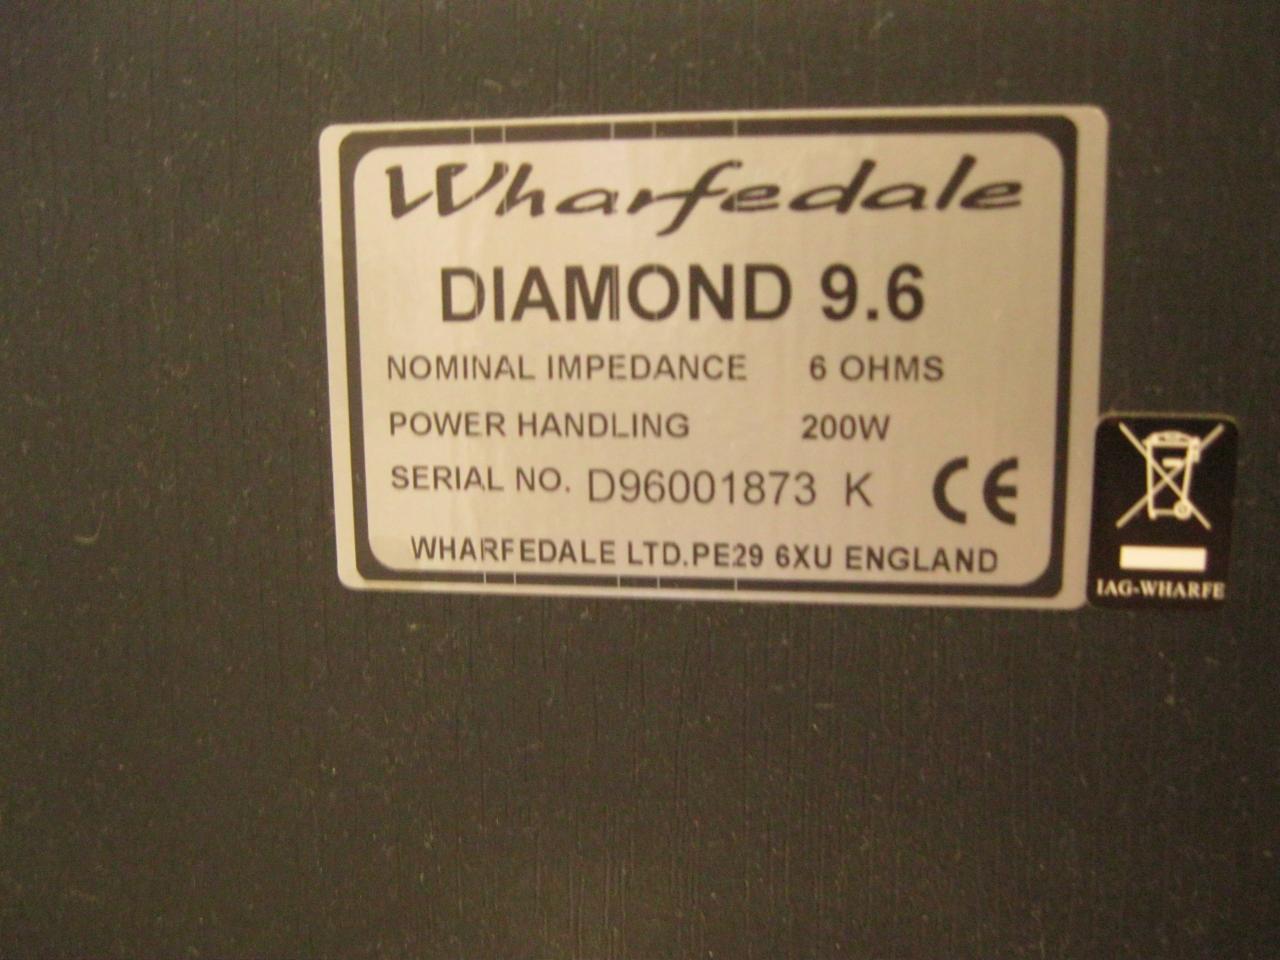 Wharfedale
DIAMOND 9.6
NOMINAL IMPEDANCE 6 OHMS
POWER HANDLING 200W
SERIAL NO. D96001873 K CE
WHARFEDALE LTD.PE29 6XU ENGLAND
IAG-WHARFE